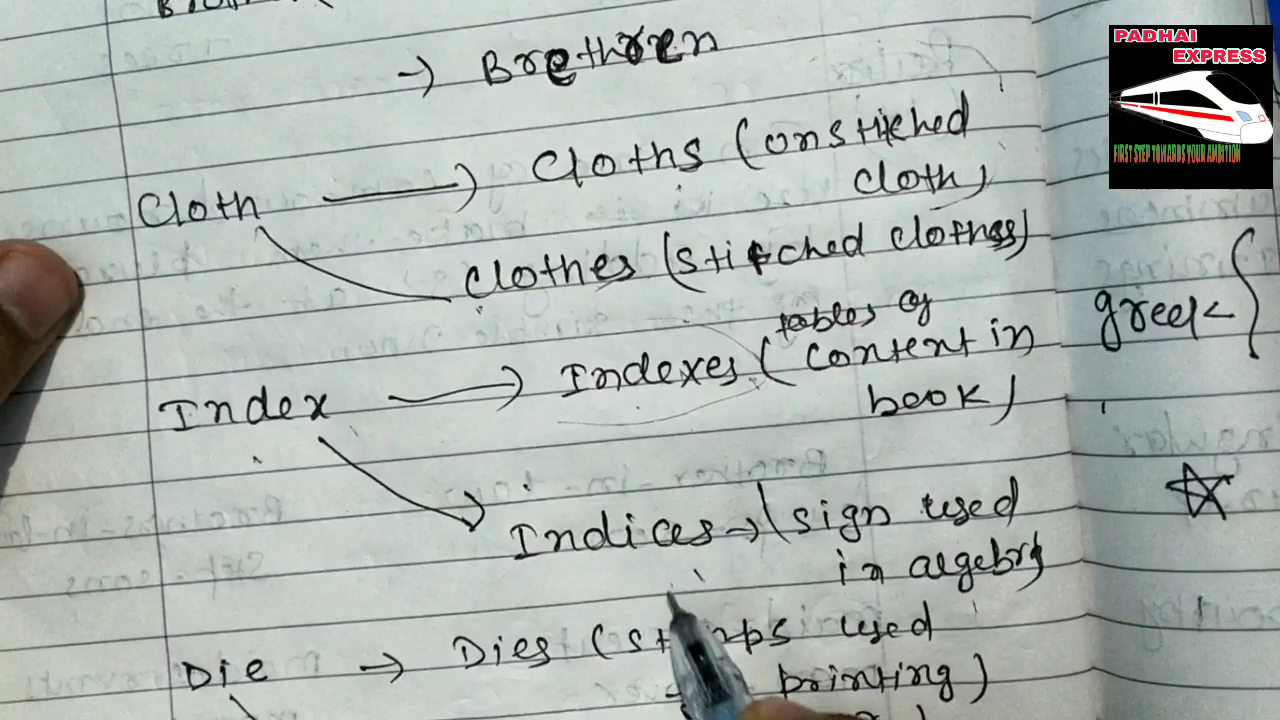 → Brethren
PADHAI
EXPRESS
FIRST STEP TOWARDS YOUR AMBITION
Cloth → Cloths (onstitched
cloth)
Clothes (stitched clothes)
Index → Indexes (tables of
content in
book)
greek {
Indices → (sign used
in algebra)
Die → Dies (stamps used
printing)